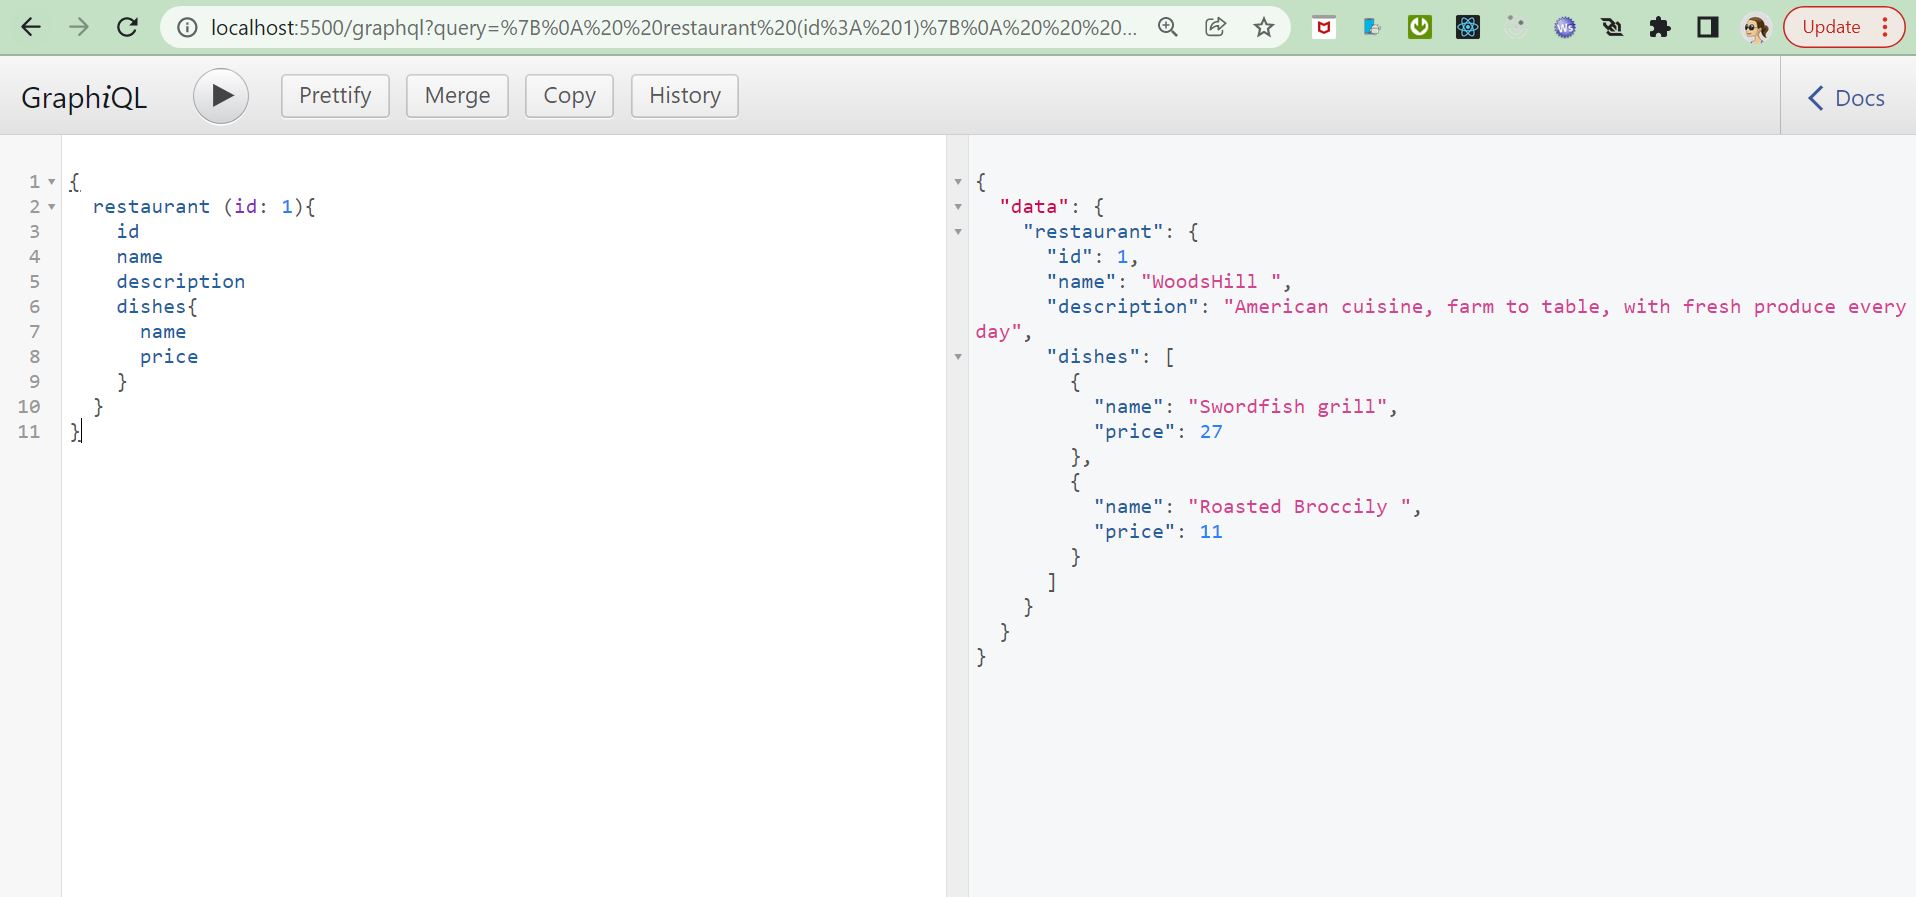 localhost:5500/graphql?query=%7B%0A%20%20restaurant%20(id%3A%201)%7B%0A%20%20%20...
Update
GraphiQL
Prettify
Merge
Copy
History
Docs
1 {
2 restaurant (id: 1){
3 id
4 name
5 description
6 dishes{
7 name
8 price
9 }
10 }
11 }
{
"data": {
"restaurant": {
"id": 1,
"name": "WoodsHill ",
"description": "American cuisine, farm to table, with fresh produce every
day",
"dishes": [
{
"name": "Swordfish grill",
"price": 27
},
{
"name": "Roasted Broccily ",
"price": 11
}
]
}
}
}